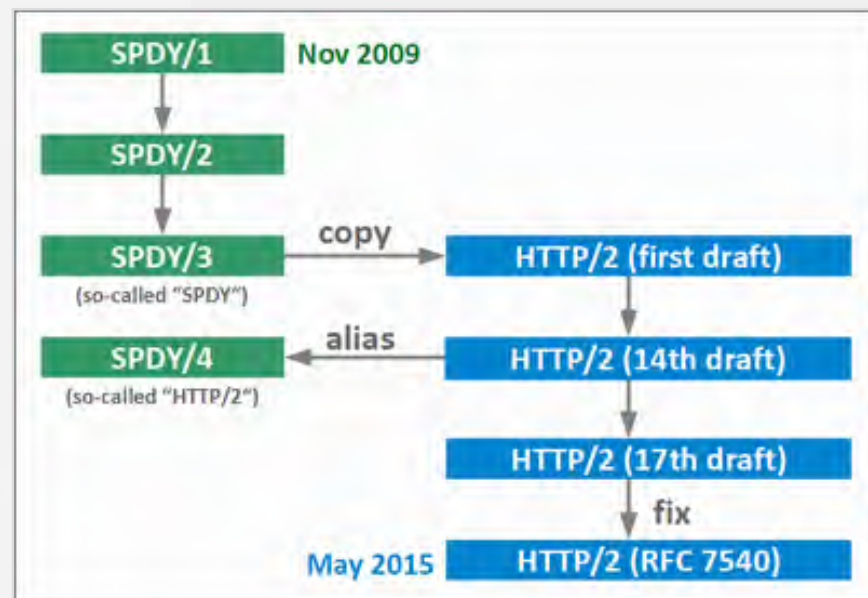 SPDY/1 Nov 2009
SPDY/2
SPDY/3 copy HTTP/2 (first draft)
(so-called “SPDY“)
SPDY/4 alias HTTP/2 (14th draft)
(so-called “HTTP/2“)
HTTP/2 (17th draft)
fix
May 2015 HTTP/2 (RFC 7540)